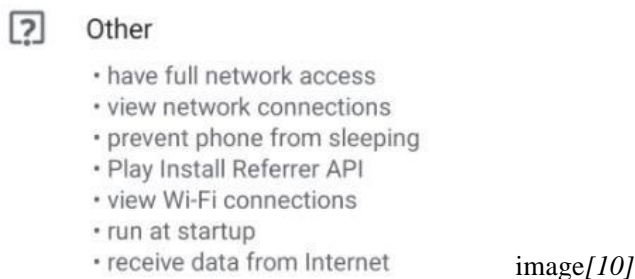 Other
• have full network access
• view network connections
• prevent phone from sleeping
• Play Install Referrer API
• view Wi-Fi connections
• run at startup
• receive data from Internet image[10]